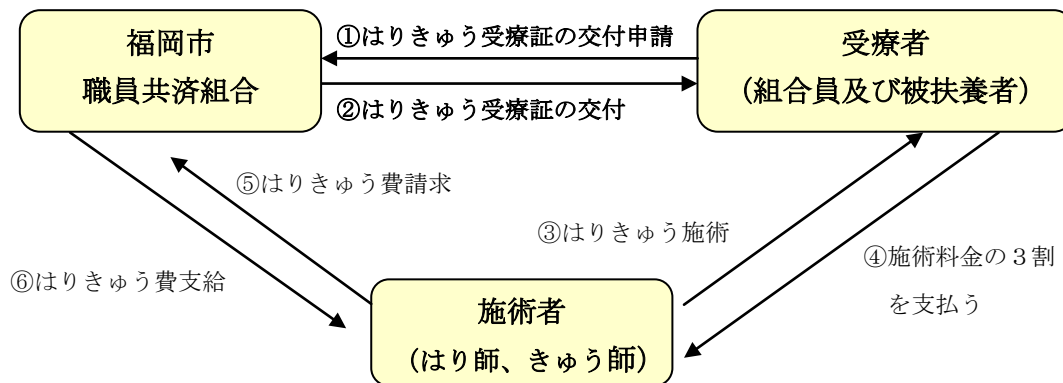 福岡市
職員共済組合
①はりきゅう受療証の交付申請
②はりきゅう受療証の交付
受療者
（組合員及び被扶養者）
⑤はりきゅう費請求
③はりきゅう施術
④施術料金の３割
を支払う
⑥はりきゅう費支給
施術者
（はり師、きゅう師）